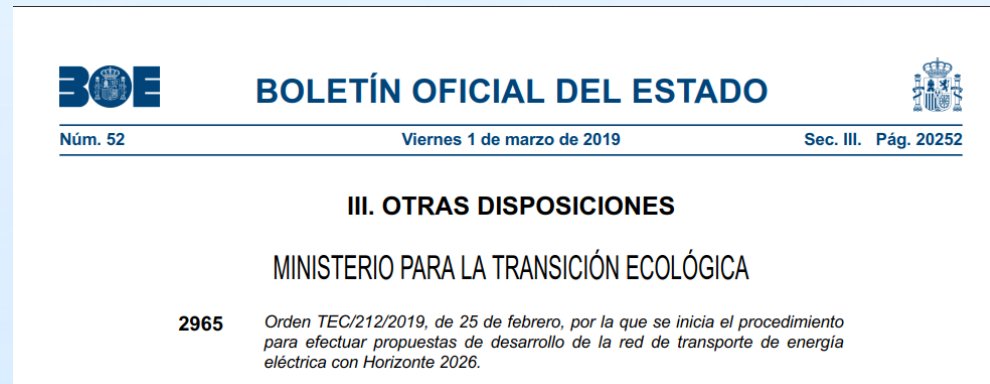 BOE
BOLETÍN OFICIAL DEL ESTADO
Núm. 52 Viernes 1 de marzo de 2019 Sec. III. Pág. 20252
III. OTRAS DISPOSICIONES
MINISTERIO PARA LA TRANSICIÓN ECOLÓGICA
2965 Orden TEC/212/2019, de 25 de febrero, por la que se inicia el procedimiento
para efectuar propuestas de desarrollo de la red de transporte de energía
eléctrica con Horizonte 2026.